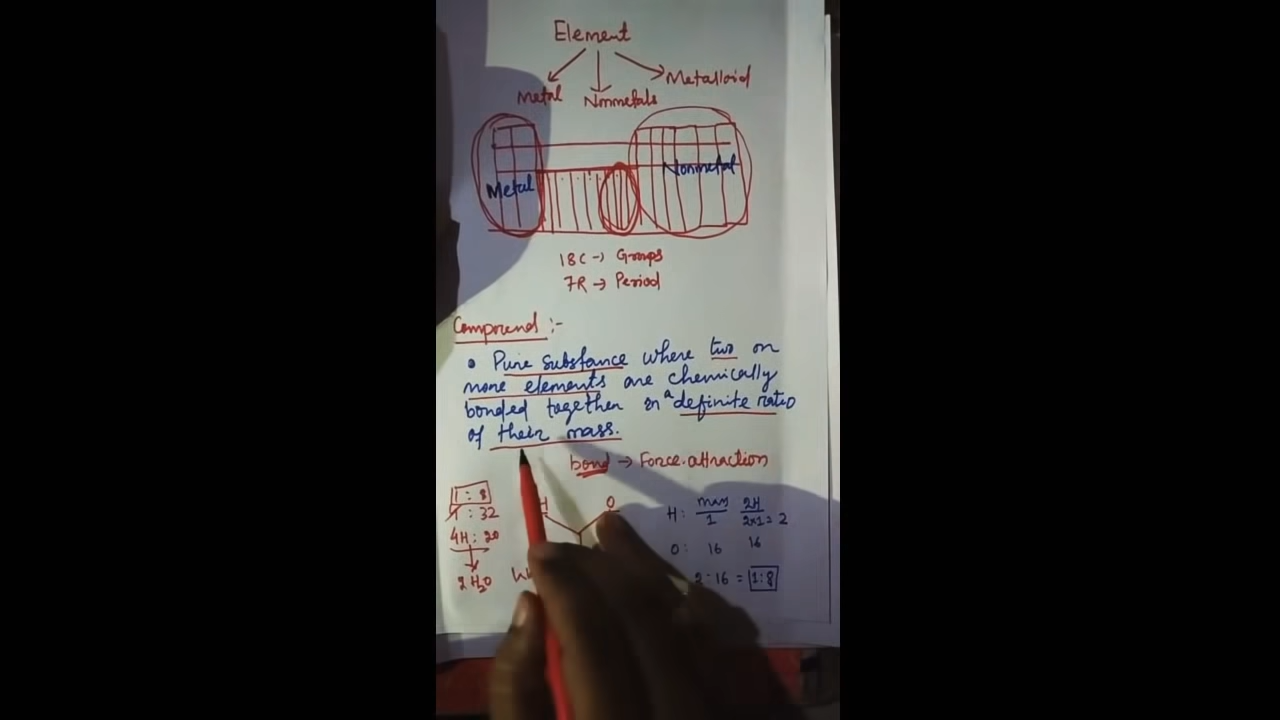 Element
Metal Nonmetals Metalloid
Metal Nonmetal
18C → Groups
7R → Period
Compound :-
• Pure substance where two or
more elements are chemically
bonded together in a definite ratio
of their mass.
bond → Force.attraction
1 : 8
1 : 32
4H : 20
2H₂O
H O
H: mass/1 2H/2x1=2
O: 16 16
2:16 = 1:8